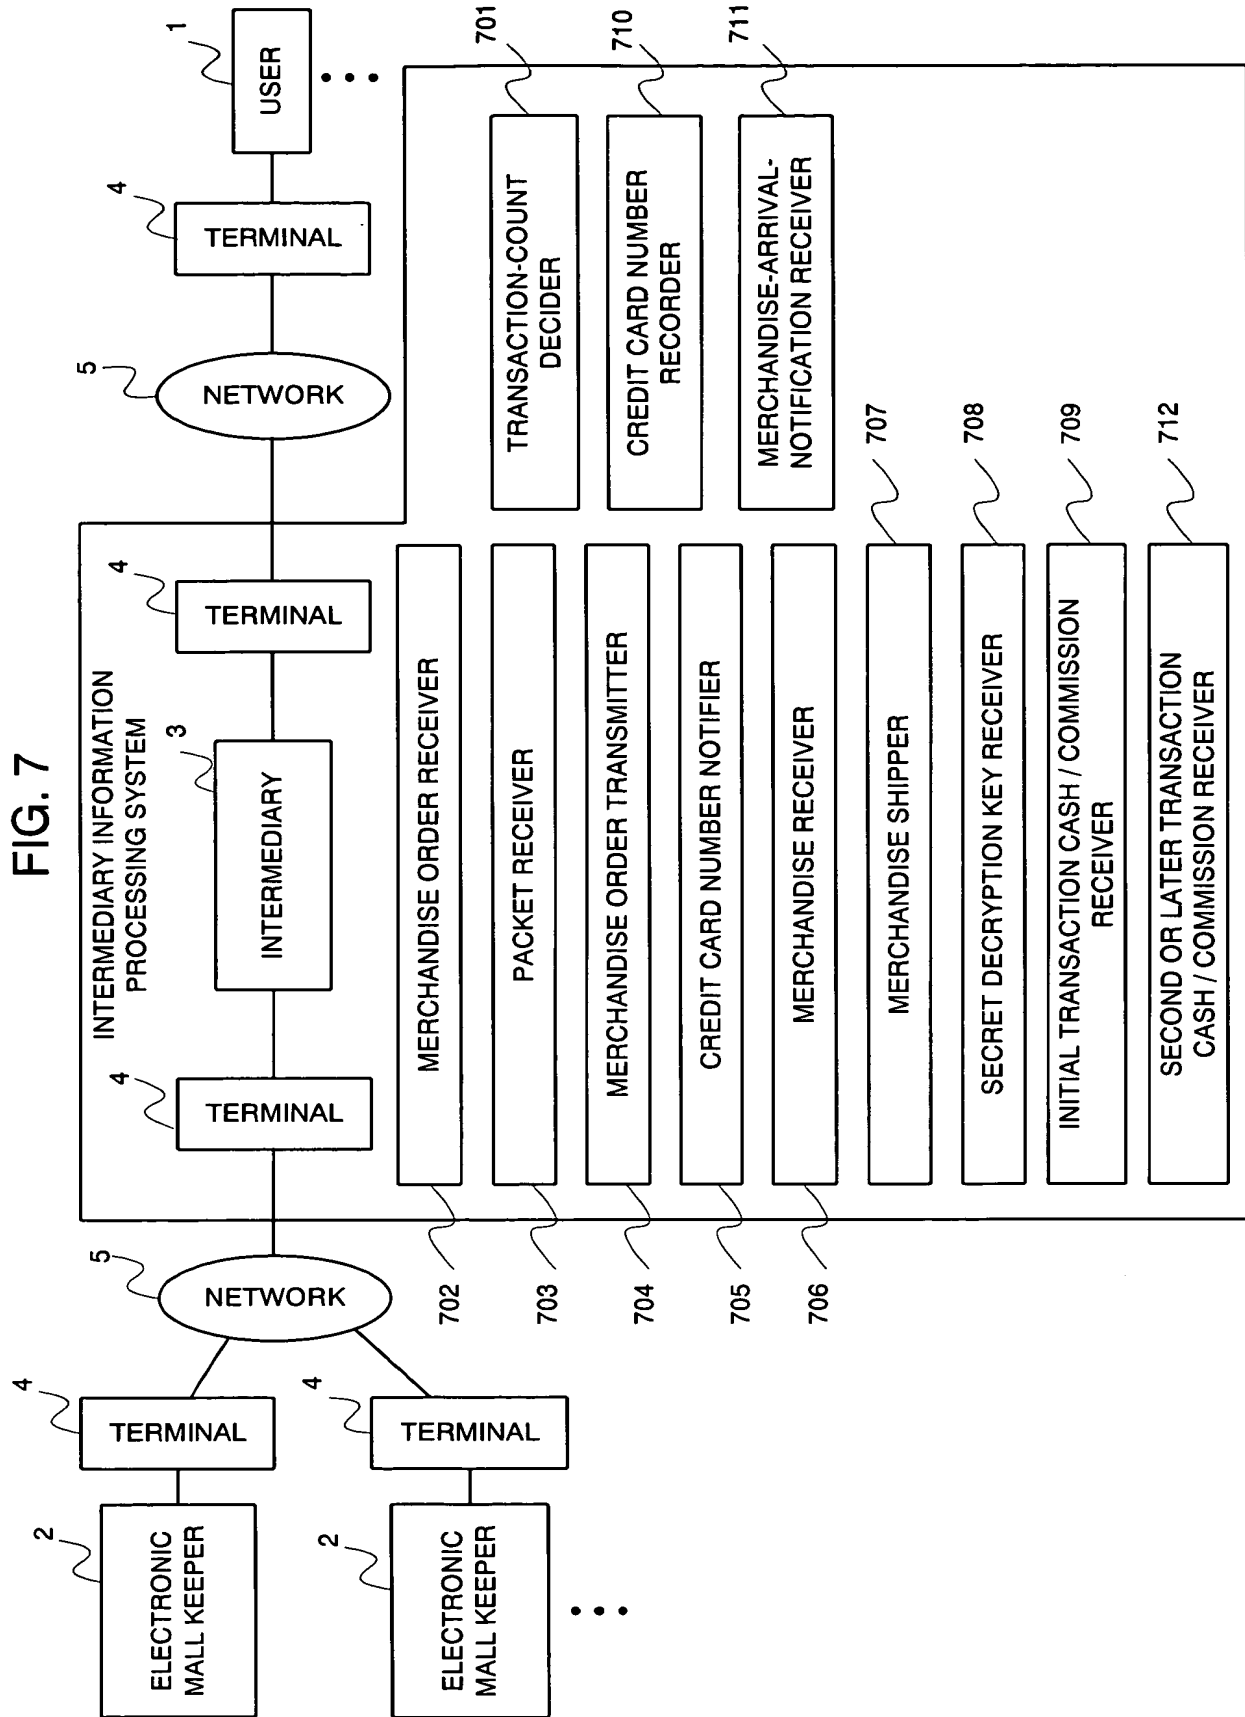 FIG. 7
2
ELECTRONIC
MALL KEEPER
4
TERMINAL
2
ELECTRONIC
MALL KEEPER
4
TERMINAL
5
NETWORK
INTERMEDIARY INFORMATION
PROCESSING SYSTEM
4
TERMINAL
3
INTERMEDIARY
4
TERMINAL
5
NETWORK
4
TERMINAL
1
USER
702
MERCHANDISE ORDER RECEIVER
703
PACKET RECEIVER
704
MERCHANDISE ORDER TRANSMITTER
705
CREDIT CARD NUMBER NOTIFIER
706
MERCHANDISE RECEIVER
MERCHANDISE SHIPPER
707
SECRET DECRYPTION KEY RECEIVER
708
INITIAL TRANSACTION CASH / COMMISSION
RECEIVER
709
SECOND OR LATER TRANSACTION
CASH / COMMISSION RECEIVER
712
TRANSACTION-COUNT
DECIDER
701
CREDIT CARD NUMBER
RECORDER
710
MERCHANDISE-ARRIVAL-
NOTIFICATION RECEIVER
711